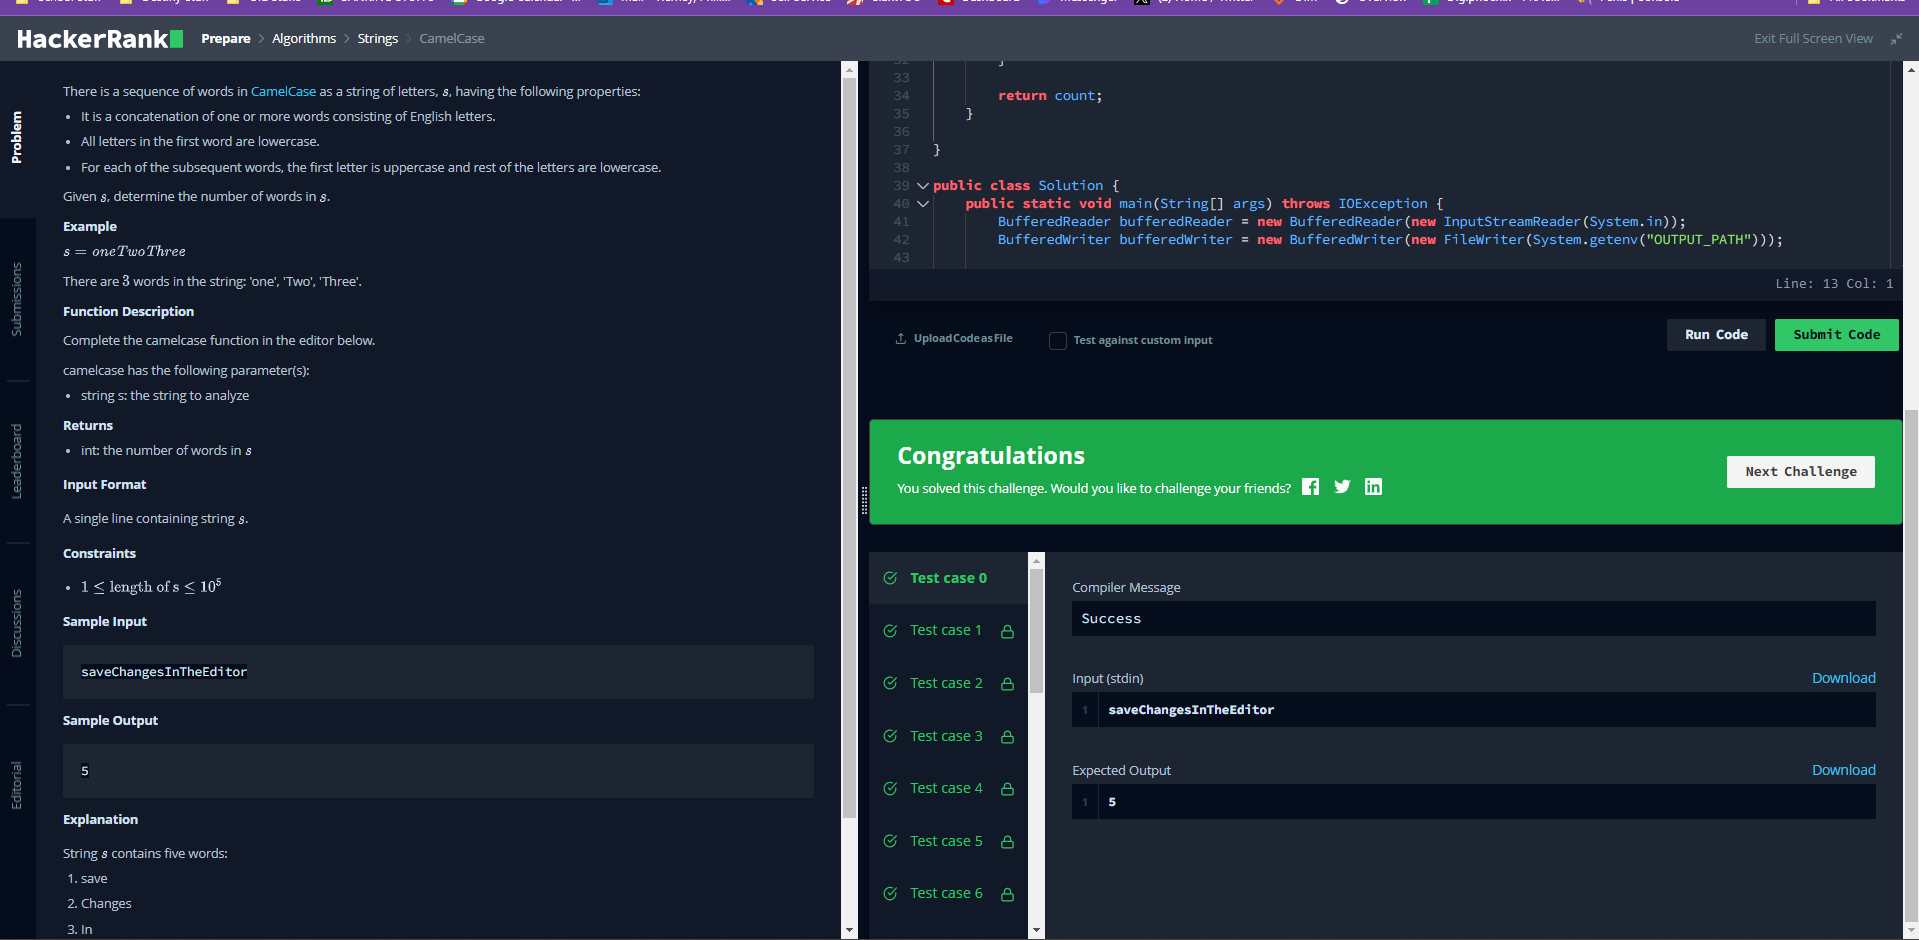 HackerRank
Prepare > Algorithms > Strings > CamelCase
Exit Full Screen View
Problem
Submissions
Leaderboard
Discussions
Editorial
There is a sequence of words in CamelCase as a string of letters, s, having the following properties:
• It is a concatenation of one or more words consisting of English letters.
• All letters in the first word are lowercase.
• For each of the subsequent words, the first letter is uppercase and rest of the letters are lowercase.
Given s, determine the number of words in s.
Example
s = oneTwoThree
There are 3 words in the string: 'one', 'Two', 'Three'.
Function Description
Complete the camelcase function in the editor below.
camelcase has the following parameter(s):
• string s: the string to analyze
Returns
• int: the number of words in s
Input Format
A single line containing string s.
Constraints
• 1 ≤ length of s ≤ 10⁵
Sample Input
saveChangesInTheEditor
Sample Output
5
Explanation
String s contains five words:
1. save
2. Changes
3. In
33
34 return count;
35 }
36
37 }
38
39 public class Solution {
40 public static void main(String[] args) throws IOException {
41 BufferedReader bufferedReader = new BufferedReader(new InputStreamReader(System.in));
42 BufferedWriter bufferedWriter = new BufferedWriter(new FileWriter(System.getenv("OUTPUT_PATH")));
43
Line: 13 Col: 1
Upload Code as File
Test against custom input
Run Code
Submit Code
Congratulations
You solved this challenge. Would you like to challenge your friends?
Next Challenge
Test case 0
Test case 1
Test case 2
Test case 3
Test case 4
Test case 5
Test case 6
Compiler Message
Success
Input (stdin)
Download
1 saveChangesInTheEditor
Expected Output
Download
1 5